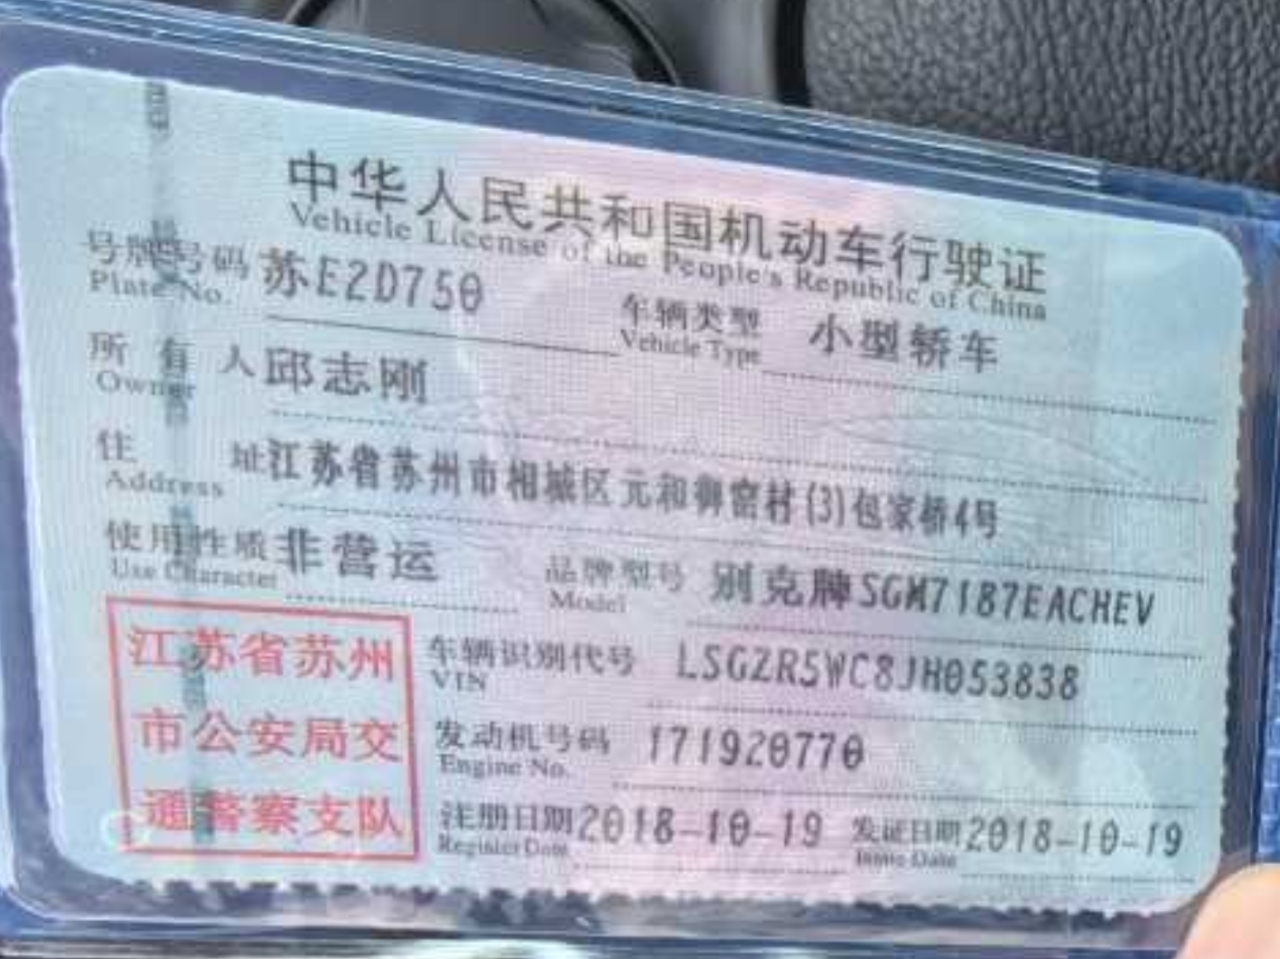 中华人民共和国机动车行驶证
Vehicle License of the People's Republic of China
号牌号码 苏E2D750 车辆类型 小型轿车
Plate No. Vehicle Type
所有人 邱志刚
Owner
住址 江苏省苏州市相城区元和御窑村(3)包家桥4号
Address
使用性质 非营运 品牌型号 别克牌SGM7187EACHEV
Use Character Model
江苏省苏州
市公安局交
通警察支队
车辆识别代号 LSGZR5WC8JH053838
VIN
发动机号码 171920770
Engine No.
注册日期 2018-10-19 发证日期 2018-10-19
Register Date Issue Date